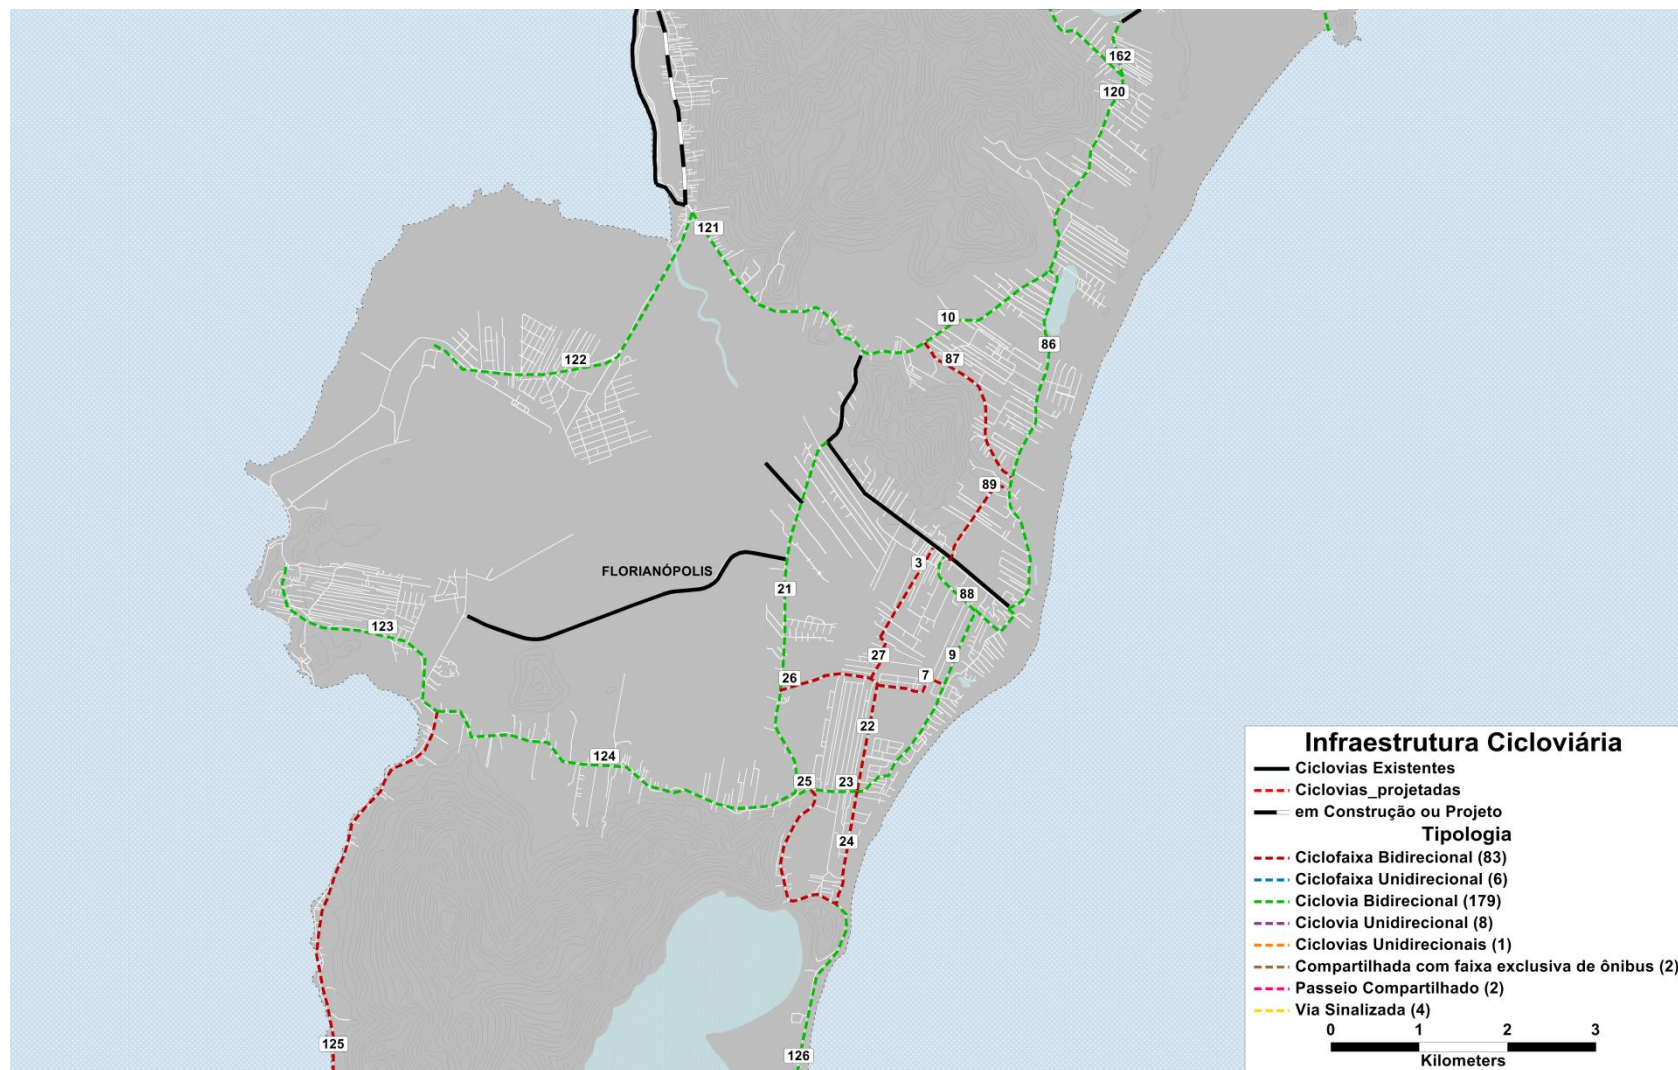 162
120
121
10
86
122
87
89
3
FLORIANÓPOLIS
21
88
123
27
9
26
7
22
124
25
23
24
125
126
Infraestrutura Cicloviária
Ciclovias Existentes
Ciclovias_projetadas
em Construção ou Projeto
Tipologia
Ciclofaixa Bidirecional (83)
Ciclofaixa Unidirecional (6)
Ciclovia Bidirecional (179)
Ciclovia Unidirecional (8)
Ciclovias Unidirecionais (1)
Compartilhada com faixa exclusiva de ônibus (2)
Passeio Compartilhado (2)
Via Sinalizada (4)
0 1 2 3
Kilometers